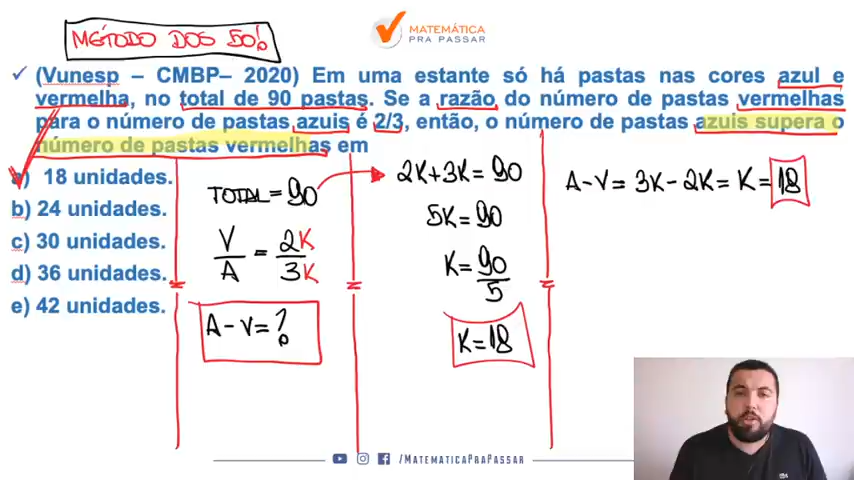 MÉTODO DOS 50!
MATEMÁTICA
PRA PASSAR
(Vunesp – CMBP– 2020) Em uma estante só há pastas nas cores azul e
vermelha, no total de 90 pastas. Se a razão do número de pastas vermelhas
para o número de pastas azuis é 2/3, então, o número de pastas azuis supera o
número de pastas vermelhas em
a) 18 unidades.
b) 24 unidades.
c) 30 unidades.
d) 36 unidades.
e) 42 unidades.
TOTAL = 90
V/A = 2K/3K
A - V = ?
2K + 3K = 90
5K = 90
K = 90/5
K = 18
A - V = 3K - 2K = K = 18
/MATEMATICAPRAPASSAR